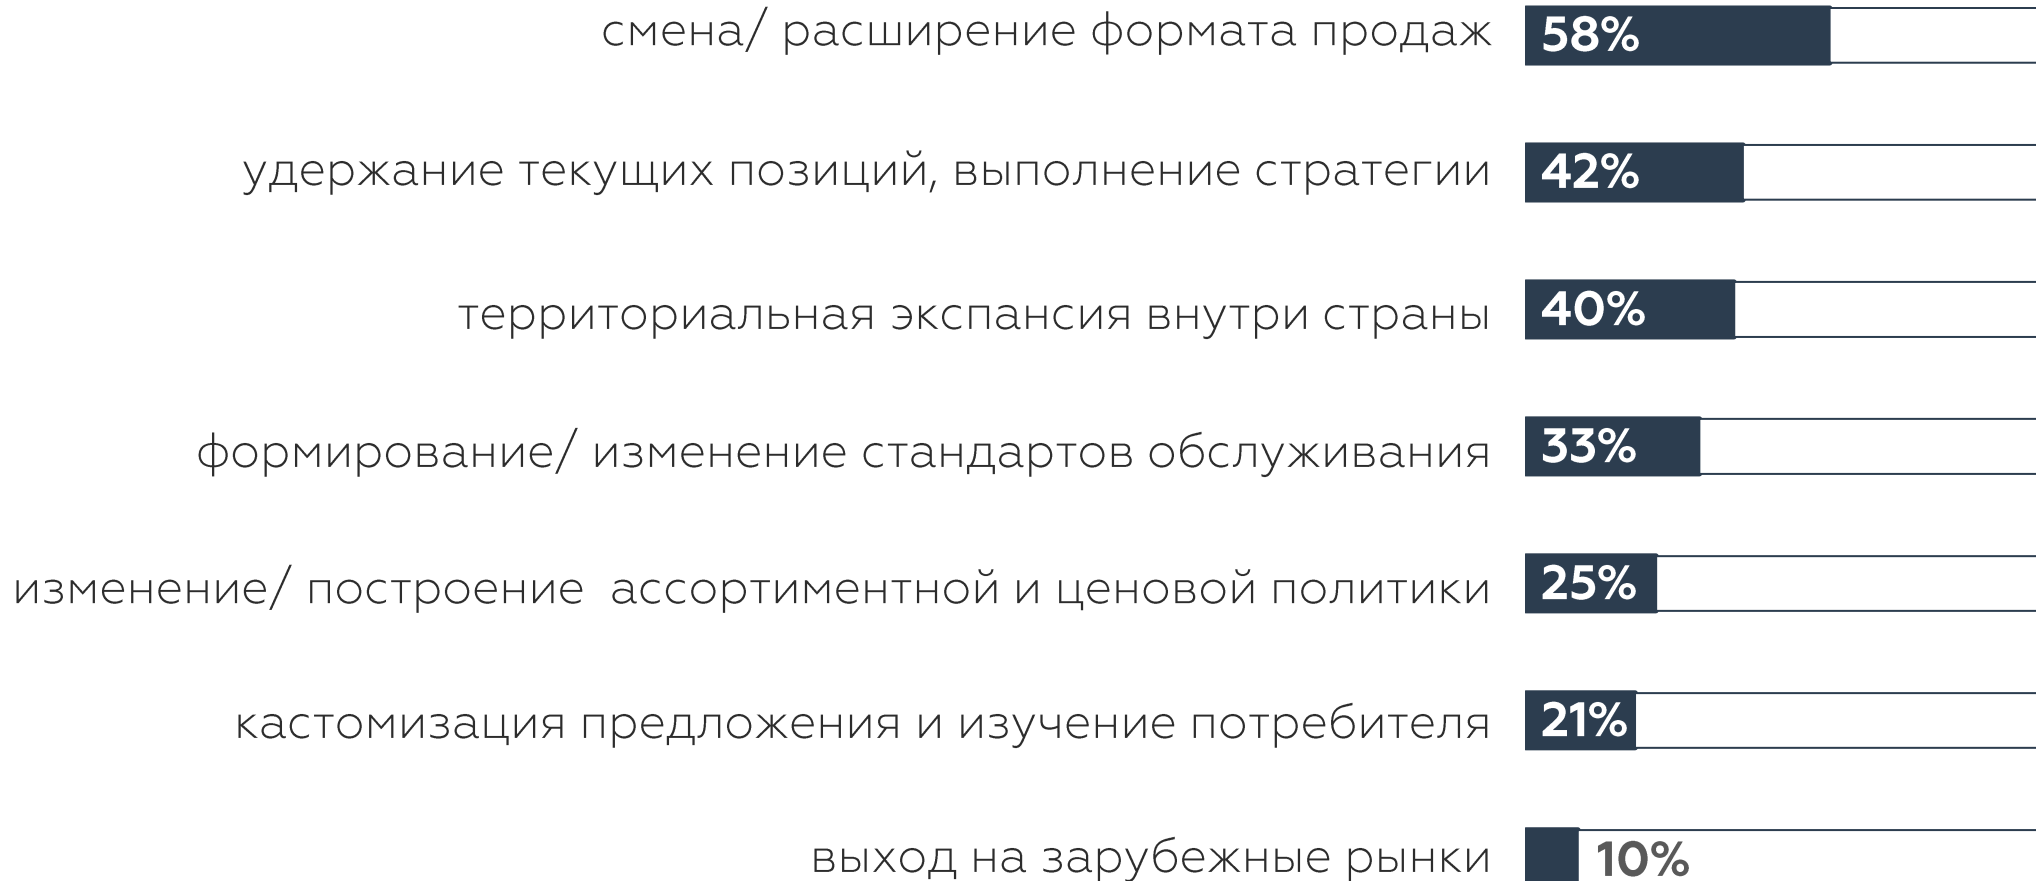 смена/ расширение формата продаж 58%
удержание текущих позиций, выполнение стратегии 42%
территориальная экспансия внутри страны 40%
формирование/ изменение стандартов обслуживания 33%
изменение/ построение  ассортиментной и ценовой политики 25%
кастомизация предложения и изучение потребителя 21%
выход на зарубежные рынки 10%